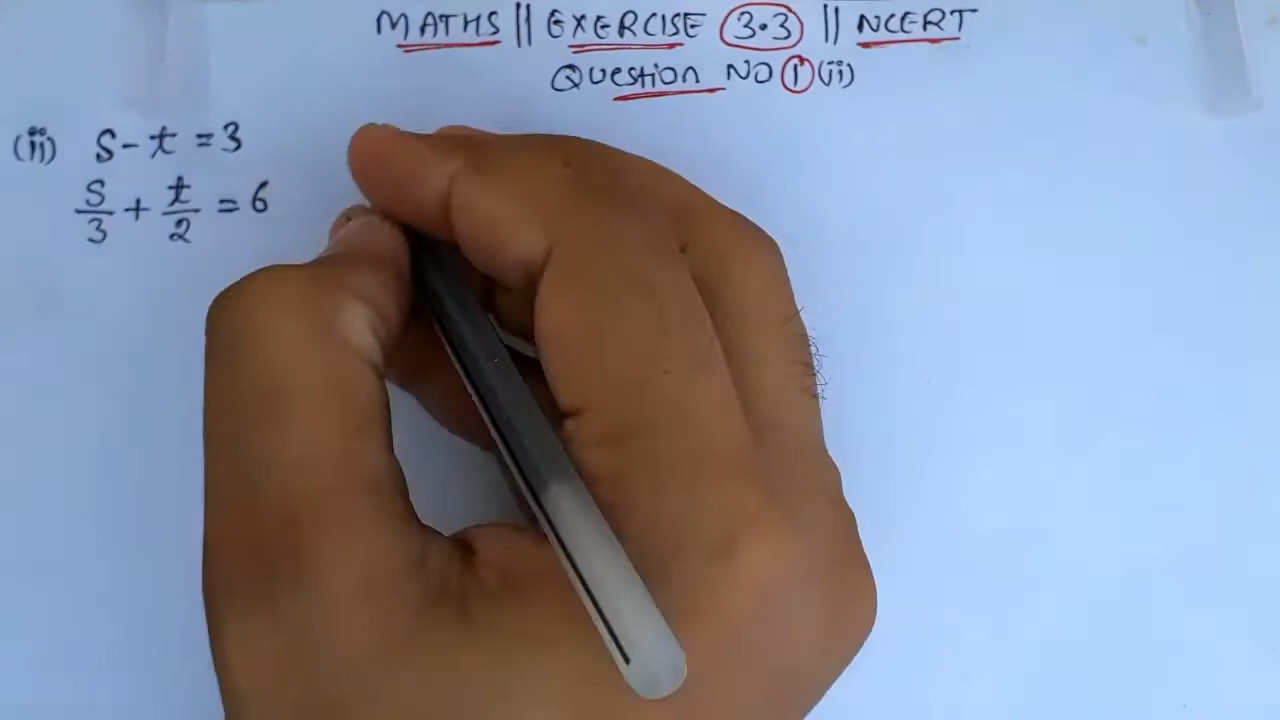 MATHS || EXERCISE 3.3 || NCERT
QUESTION NO 1 (ii)
(ii) S - t = 3
S/3 + t/2 = 6